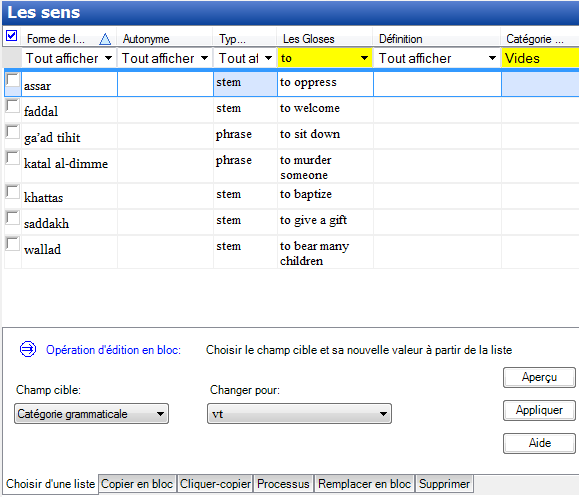 Les sens
Forme de l... Autonyme Typ... Les Gloses Définition Catégorie ...
Tout afficher Tout afficher Tout af to Tout afficher Vides
assar stem to oppress
faddal stem to welcome
ga’ad tihit phrase to sit down
katal al-dimme phrase to murder
someone
khattas stem to baptize
saddakh stem to give a gift
wallad stem to bear many
children
Opération d'édition en bloc: Choisir le champ cible et sa nouvelle valeur à partir de la liste
Aperçu
Champ cible: Changer pour:
Catégorie grammaticale vt Appliquer
Aide
Choisir d'une liste Copier en bloc Cliquer-copier Processus Remplacer en bloc Supprimer